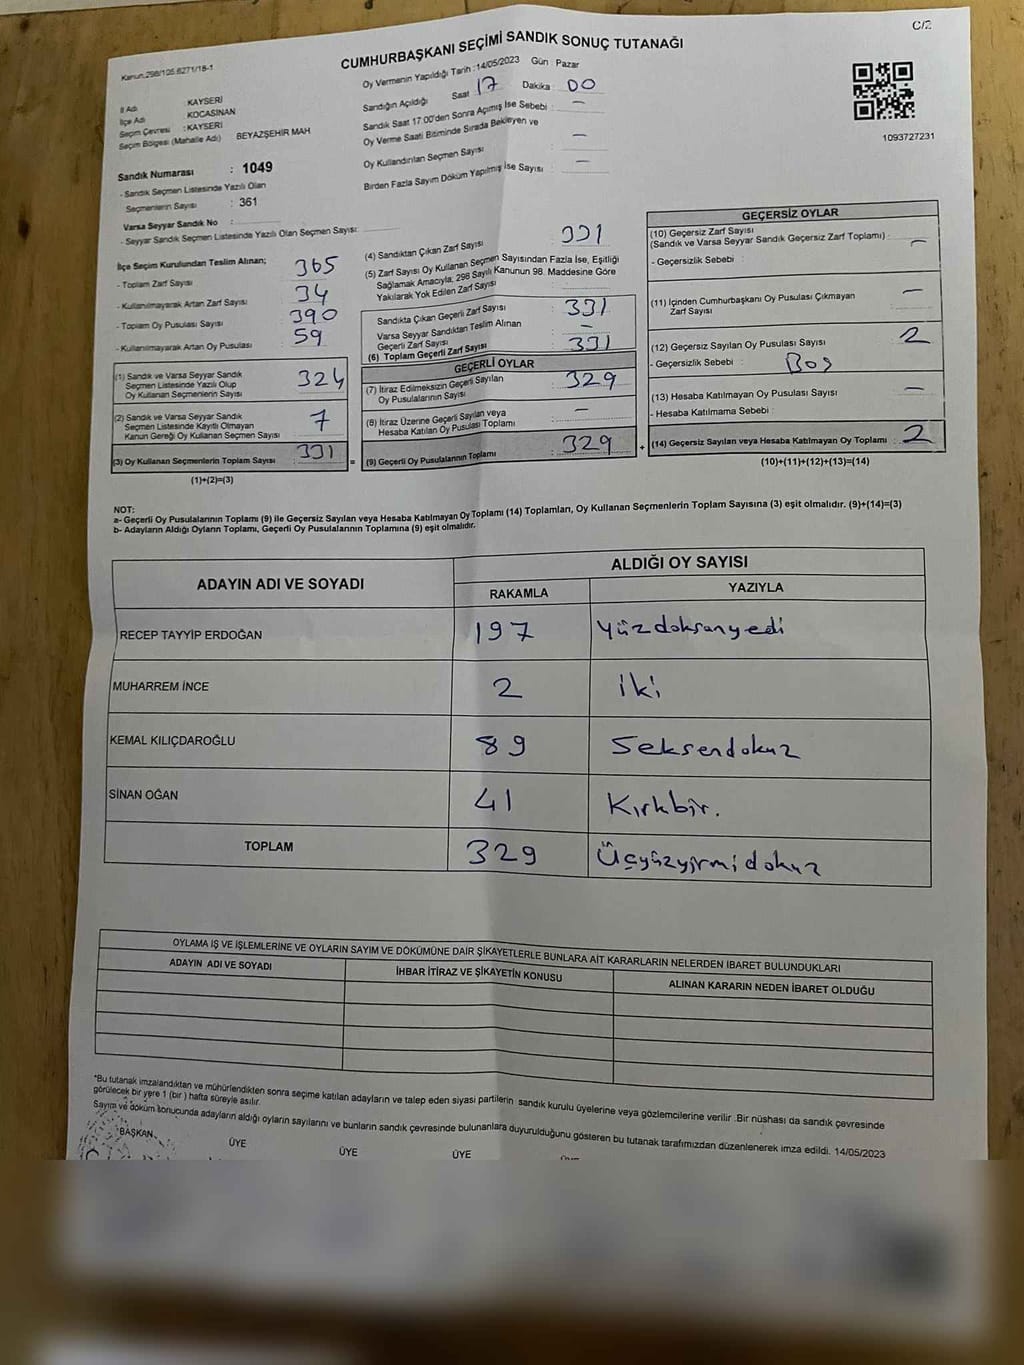 C/2
Kanun.298/105.6271/18-1
CUMHURBAŞKANI SEÇİMİ SANDIK SONUÇ TUTANAĞI
İl Adı : KAYSERİ
İlçe Adı : KOCASİNAN
Seçim Çevresi : KAYSERİ
Seçim Bölgesi (Mahalle Adı) BEYAZŞEHİR MAH
Sandık Numarası : 1049
- Sandık Seçmen Listesinde Yazılı Olan
Seçmenlerin Sayısı : 361
Varsa Seyyar Sandık No :
- Seyyar Sandık Seçmen Listesinde Yazılı Olan Seçmen Sayısı:
Oy Vermenin Yapıldığı Tarih : 14/05/2023 Gün : Pazar
Sandığın Açıldığı Saat 17 Dakika 00
Sandık Saat 17:00'den Sonra Açımış İse Sebebi : —
Oy Verme Saati Bitiminde Sırada Bekleyen ve
Oy Kullandırılan Seçmen Sayısı : —
Birden Fazla Sayım Döküm Yapılmış İse Sayısı : —
1093727231
İlçe Seçim Kurulundan Teslim Alınan;
- Toplam Zarf Sayısı : 365
- Kullanılmayarak Artan Zarf Sayısı : 34
- Toplam Oy Pusulası Sayısı : 390
- Kullanılmayarak Artan Oy Pusulası : 59
(1) Sandık ve Varsa Seyyar Sandık
Seçmen Listesinde Yazılı Olup
Oy Kullanan Seçmen Sayısı : 324
(2) Sandık ve Varsa Seyyar Sandık
Seçmen Listesinde Kayıtlı Olmayan
Kanun Gereği Oy Kullanan Seçmen Sayısı : 7
(3) Oy Kullanan Seçmenlerin Toplam Sayısı : 331
(1)+(2)=(3)
=
(4) Sandıktan Çıkan Zarf Sayısı : 331
(5) Zarf Sayısı Oy Kullanan Seçmen Sayısından Fazla İse, Eşitliği
Sağlamak Amacıyla; 298 Sayılı Kanunun 98. Maddesine Göre
Yakılarak Yok Edilen Zarf Sayısı :
Sandıkta Çıkan Geçerli Zarf Sayısı : 331
Varsa Seyyar Sandıktan Teslim Alınan
Geçerli Zarf Sayısı : —
(6) Toplam Geçerli Zarf Sayısı : 331
GEÇERLİ OYLAR
(7) İtiraz Edilmeksizin Geçerli Sayılan
Oy Pusulalarının Sayısı : 329
(8) İtiraz Üzerine Geçerli Sayılan veya
Hesaba Katılan Oy Pusulası Toplamı : —
(9) Geçerli Oy Pusulalarının Toplamı : 329
+
GEÇERSİZ OYLAR
(10) Geçersiz Zarf Sayısı
(Sandık ve Varsa Seyyar Sandık Geçersiz Zarf Toplamı) : —
- Geçersizlik Sebebi :
(11) İçinden Cumhurbaşkanı Oy Pusulası Çıkmayan
Zarf Sayısı : —
(12) Geçersiz Sayılan Oy Pusulası Sayısı : 2
- Geçersizlik Sebebi : Boş
(13) Hesaba Katılmayan Oy Pusulası Sayısı : —
- Hesaba Katılmama Sebebi :
(14) Geçersiz Sayılan veya Hesaba Katılmayan Oy Toplamı : 2
(10)+(11)+(12)+(13)=(14)
NOT:
a- Geçerli Oy Pusulalarının Toplamı (9) ile Geçersiz Sayılan veya Hesaba Katılmayan Oy Toplamı (14) Toplamları, Oy Kullanan Seçmenlerin Toplam Sayısına (3) eşit olmalıdır. (9)+(14)=(3)
b- Adayların Aldığı Oyların Toplamı, Geçerli Oy Pusulalarının Toplamına (9) eşit olmalıdır.
ADAYIN ADI VE SOYADI ALDIĞI OY SAYISI
RAKAMLA YAZIYLA
RECEP TAYYİP ERDOĞAN 197 Yüzdoksanyedi
MUHARREM İNCE 2 iki
KEMAL KILIÇDAROĞLU 89 Seksendokuz
SİNAN OĞAN 41 Kırkbir.
TOPLAM 329 Üçyüzyirmidokuz
OYLAMA İŞ VE İŞLEMLERİNE VE OYLARIN SAYIM VE DÖKÜMÜNE DAİR ŞİKAYETLERLE BUNLARA AİT KARARLARIN NELERDEN İBARET BULUNDUKLARI
ADAYIN ADI VE SOYADI İHBAR İTİRAZ VE ŞİKAYETİN KONUSU ALINAN KARARIN NEDEN İBARET OLDUĞU
*Bu tutanak imzalandıktan ve mühürlendikten sonra seçime katılan adayların ve talep eden siyasi partilerin sandık kurulu üyelerine veya gözlemcilerine verilir .Bir nüshası da sandık çevresinde
görülecek bir yere 1 (bir ) hafta süreyle asılır.
Sayım ve döküm sonucunda adayların aldığı oyların sayılarını ve bunların sandık çevresinde bulunanlara duyurulduğunu gösteren bu tutanak tarafımızdan düzenlenerek imza edildi. 14/05/2023
BAŞKAN ÜYE ÜYE ÜYE